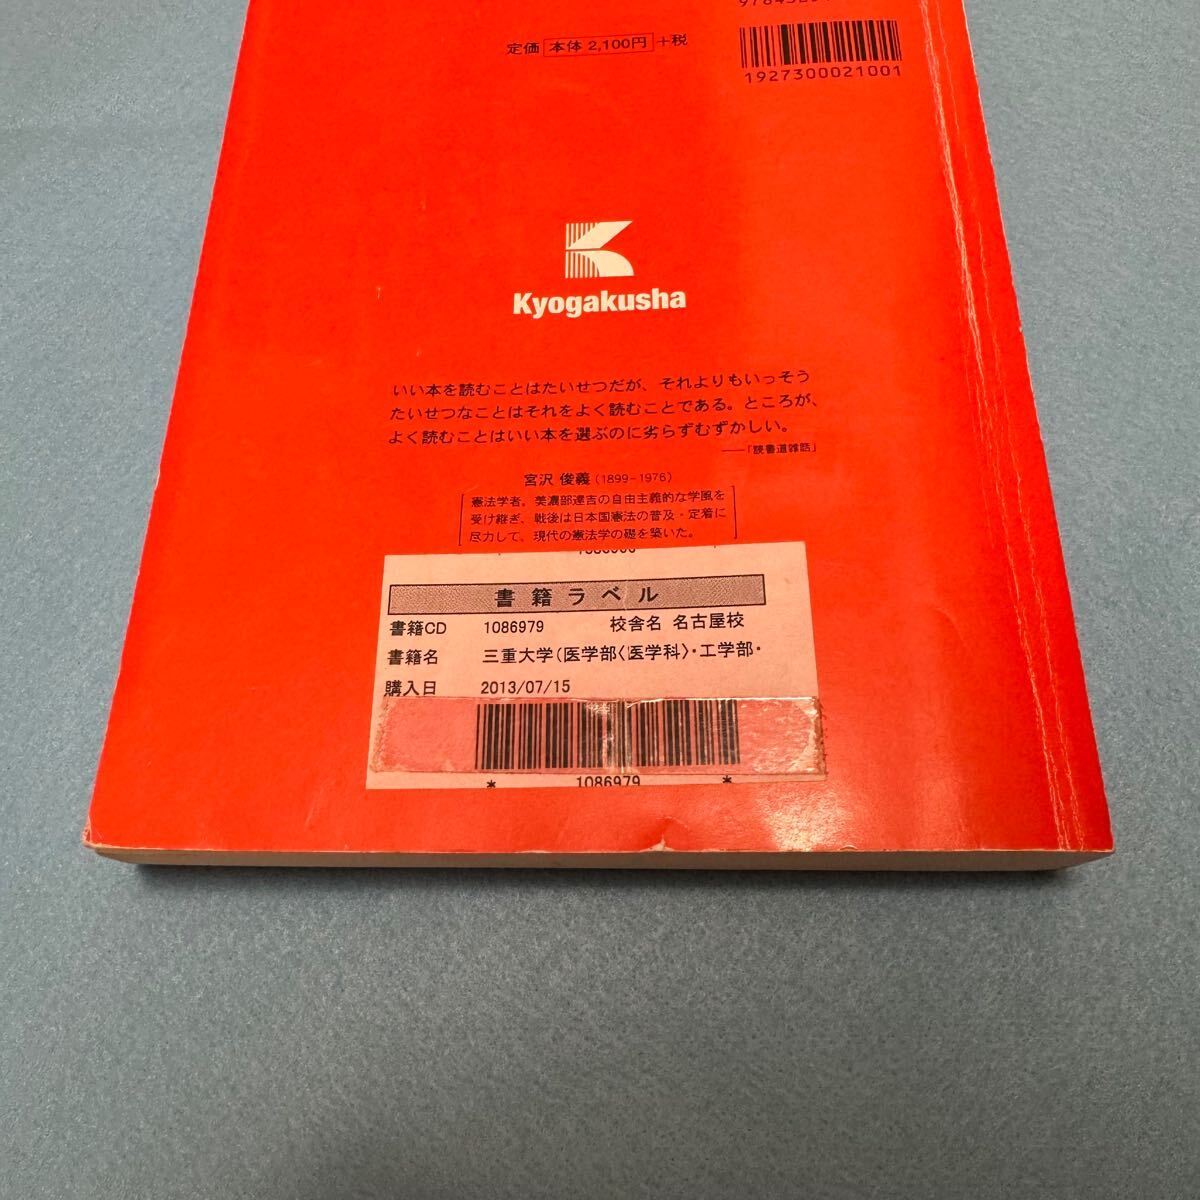 定価 本体 2,100円 +税
1927300021001
Kyogakusha
いい本を読むことはたいせつだが、それよりもいっそう
たいせつなことはそれをよく読むことである。ところが、
よく読むことはいい本を選ぶのに劣らずむずかしい。
——「読書道雑話」
宮沢 俊義(1899-1976)
憲法学者。美濃部達吉の自由主義的な学風を
受け継ぎ、戦後は日本国憲法の普及・定着に
尽力して、現代の憲法学の礎を築いた。
書籍ラベル
書籍CD 1086979 校舎名 名古屋校
書籍名 三重大学(医学部〈医学科〉・工学部・
購入日 2013/07/15
* 1086979 *